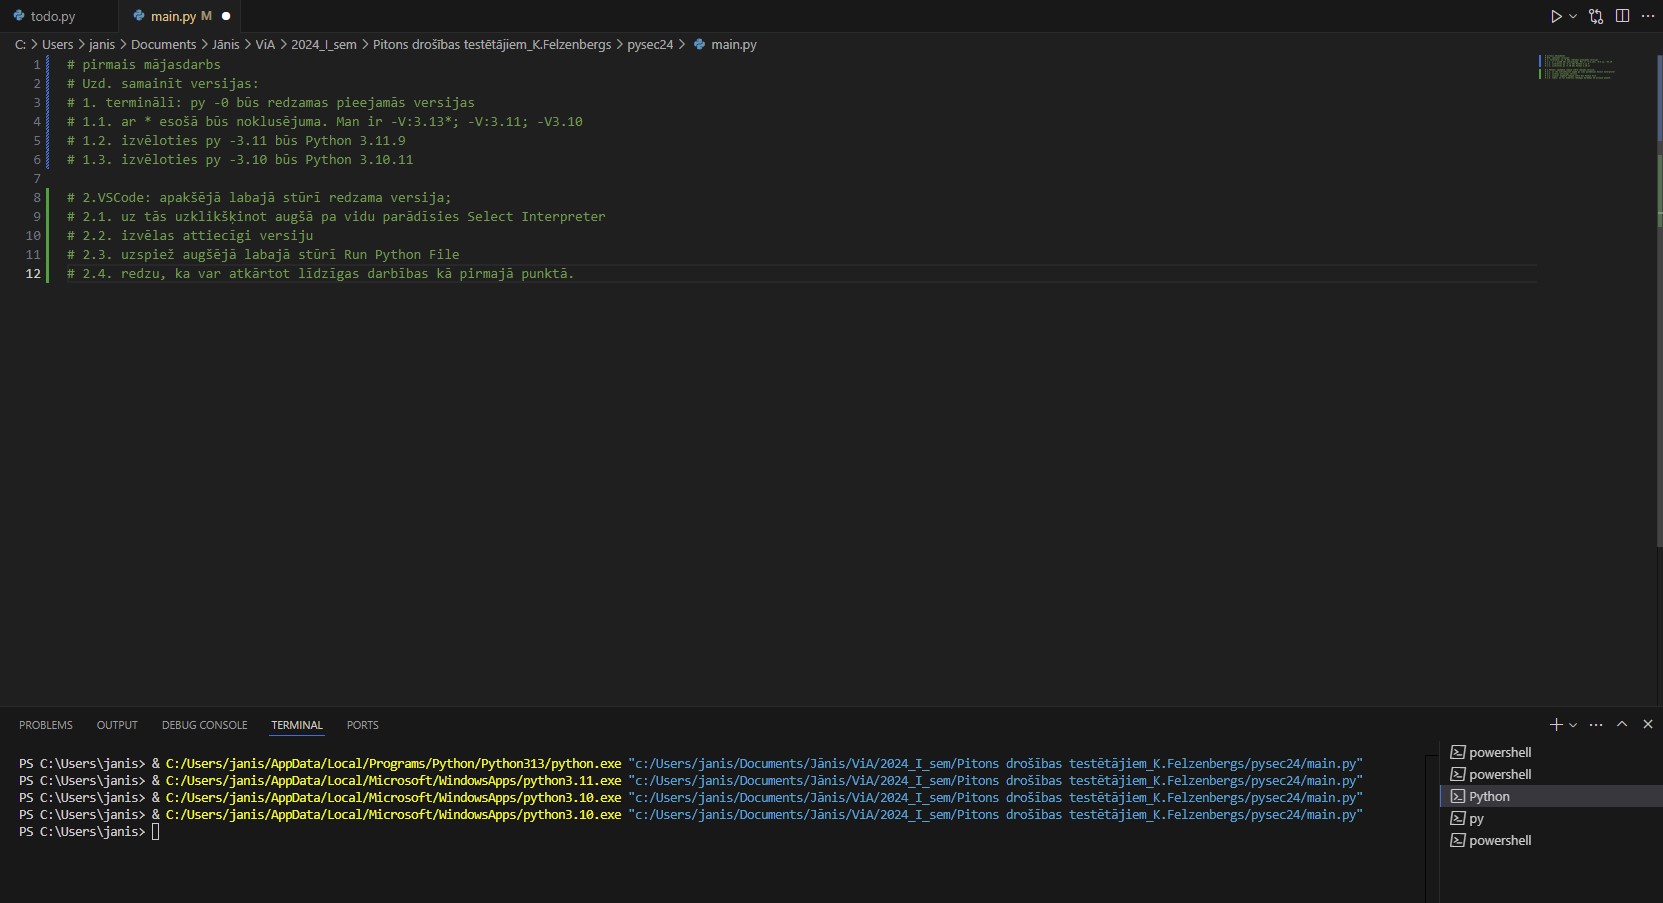 todo.py main.py M
C: Users janis Documents Jānis ViA 2024_I_sem Pitons drošības testētājiem_K.Felzenbergs pysec24 main.py
1 # pirmais mājasdarbs
2 # Uzd. samainīt versijas:
3 # 1. terminālī: py -0 būs redzamas pieejamās versijas
4 # 1.1. ar * esošā būs noklusējuma. Man ir -V:3.13*; -V:3.11; -V3.10
5 # 1.2. izvēloties py -3.11 būs Python 3.11.9
6 # 1.3. izvēloties py -3.10 būs Python 3.10.11
7
8 # 2.VSCode: apakšējā labajā stūrī redzama versija;
9 # 2.1. uz tās uzklikšķinot augšā pa vidu parādīsies Select Interpreter
10 # 2.2. izvēlas attiecīgi versiju
11 # 2.3. uzspiež augšējā labajā stūrī Run Python File
12 # 2.4. redzu, ka var atkārtot līdzīgas darbības kā pirmajā punktā.
PROBLEMS OUTPUT DEBUG CONSOLE TERMINAL PORTS
PS C:\Users\janis> & C:/Users/janis/AppData/Local/Programs/Python/Python313/python.exe "c:/Users/janis/Documents/Jānis/ViA/2024_I_sem/Pitons drošības testētājiem_K.Felzenbergs/pysec24/main.py"
PS C:\Users\janis> & C:/Users/janis/AppData/Local/Microsoft/WindowsApps/python3.11.exe "c:/Users/janis/Documents/Jānis/ViA/2024_I_sem/Pitons drošības testētājiem_K.Felzenbergs/pysec24/main.py"
PS C:\Users\janis> & C:/Users/janis/AppData/Local/Microsoft/WindowsApps/python3.10.exe "c:/Users/janis/Documents/Jānis/ViA/2024_I_sem/Pitons drošības testētājiem_K.Felzenbergs/pysec24/main.py"
PS C:\Users\janis> & C:/Users/janis/AppData/Local/Microsoft/WindowsApps/python3.10.exe "c:/Users/janis/Documents/Jānis/ViA/2024_I_sem/Pitons drošības testētājiem_K.Felzenbergs/pysec24/main.py"
PS C:\Users\janis>
powershell
powershell
Python
py
powershell